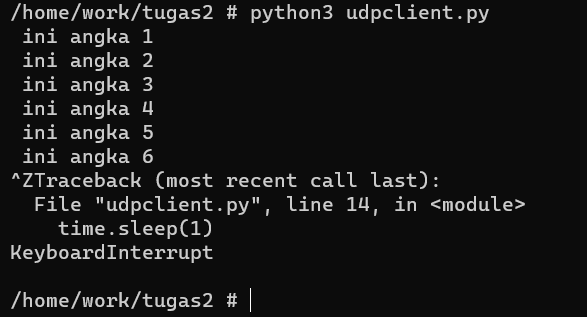 /home/work/tugas2 # python3 udpclient.py
 ini angka 1
 ini angka 2
 ini angka 3
 ini angka 4
 ini angka 5
 ini angka 6
^ZTraceback (most recent call last):
  File "udpclient.py", line 14, in <module>
    time.sleep(1)
KeyboardInterrupt

/home/work/tugas2 #